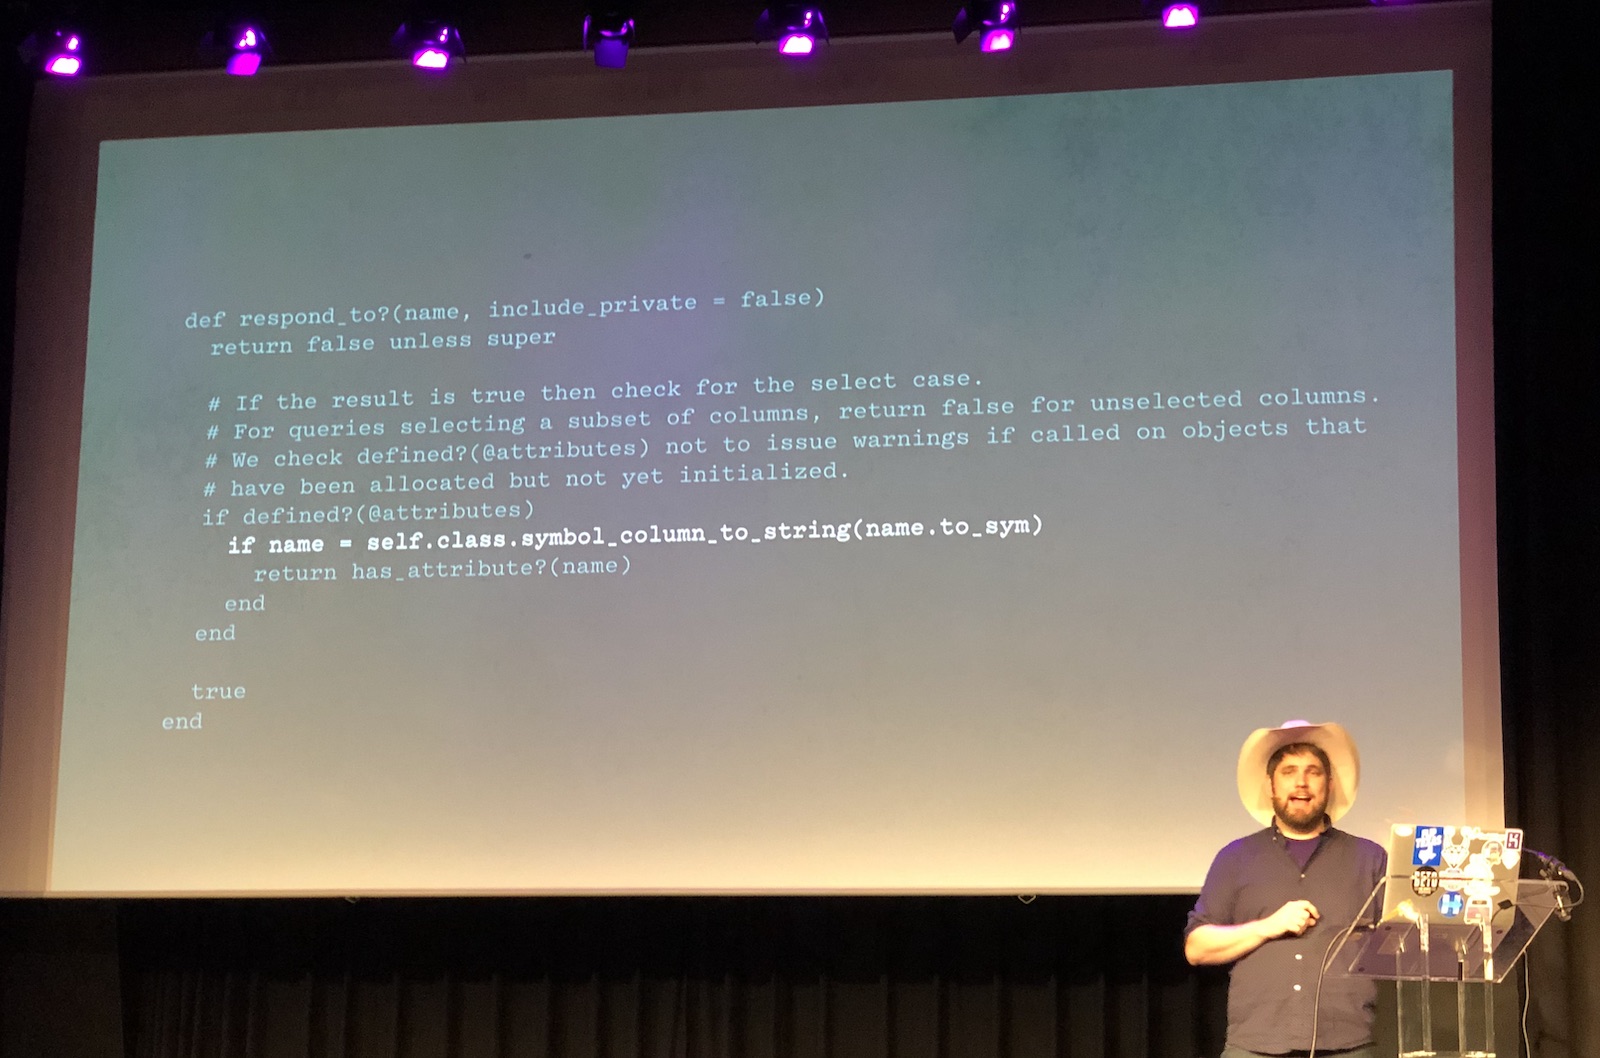 def respond_to?(name, include_private = false)
return false unless super
# If the result is true then check for the select case.
# For queries selecting a subset of columns, return false for unselected columns.
# We check defined?(@attributes) not to issue warnings if called on objects that
# have been allocated but not yet initialized.
if defined?(@attributes)
if name = self.class.symbol_column_to_string(name.to_sym)
return has_attribute?(name)
end
end
true
end
TEXAS
BETO
H